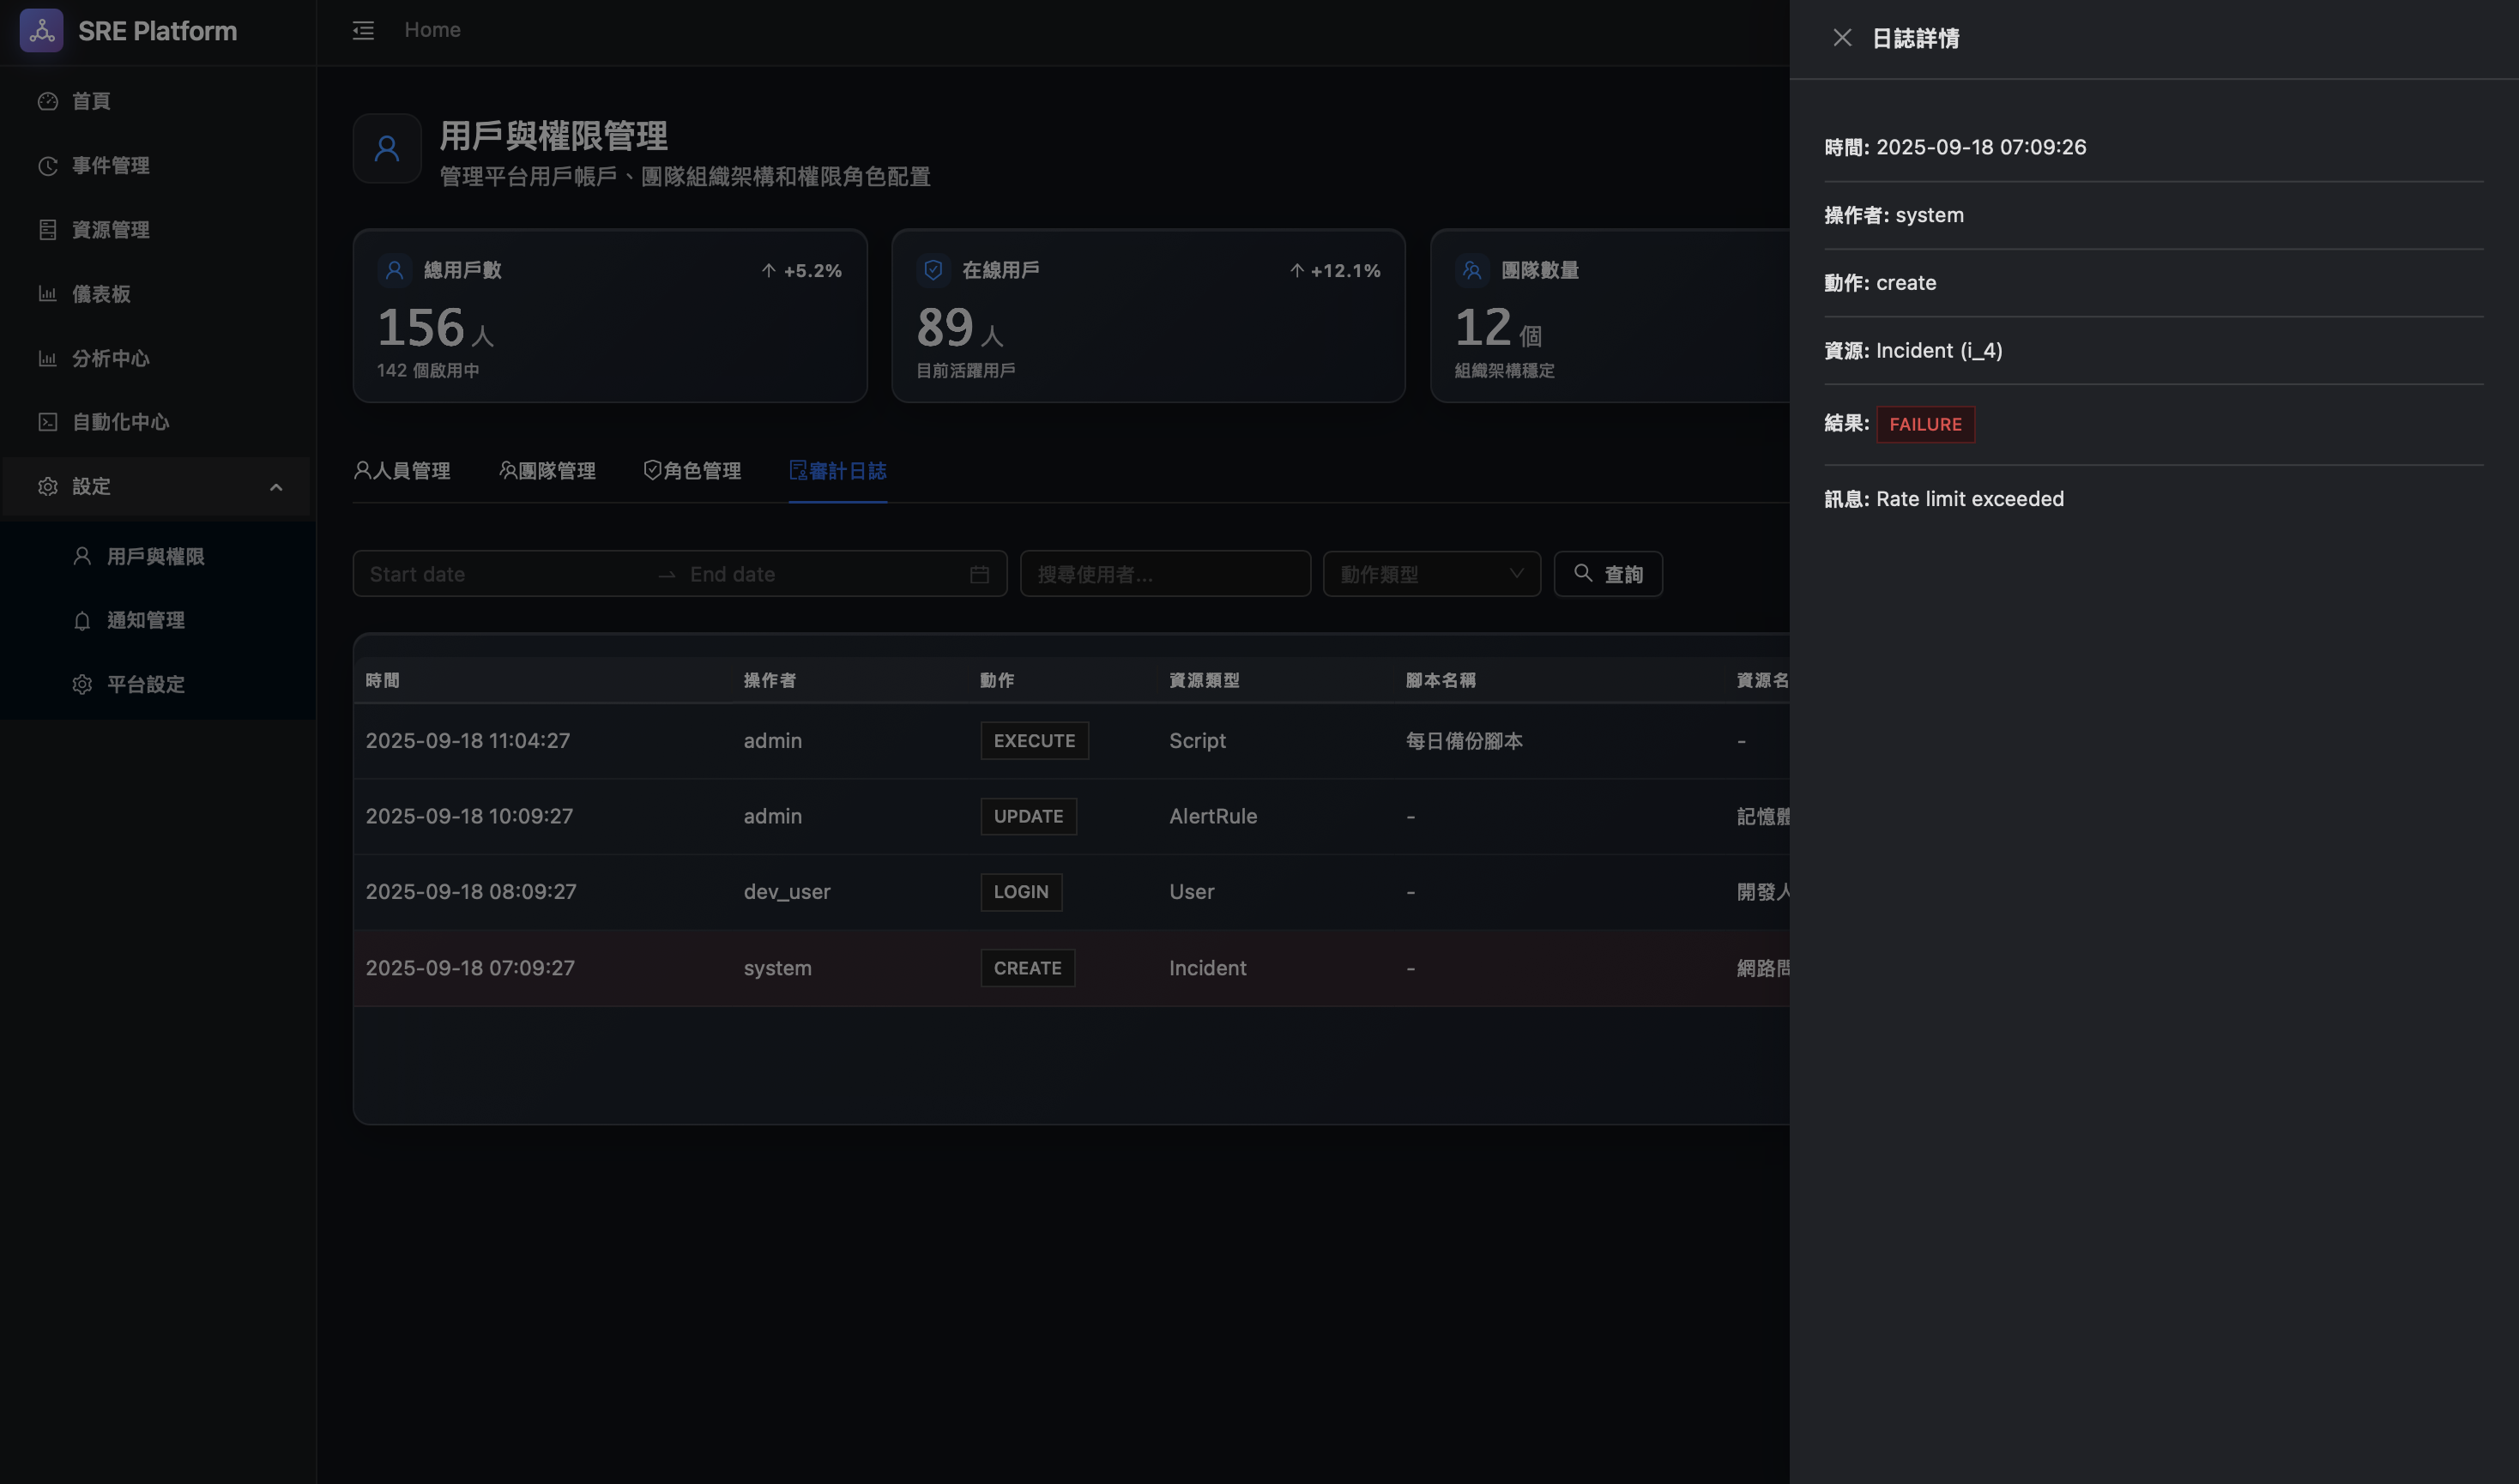 SRE Platform
首頁
事件管理
資源管理
儀表板
分析中心
自動化中心
設定
用戶與權限
通知管理
平台設定
Home
用戶與權限管理
管理平台用戶帳戶、團隊組織架構和權限角色配置
總用戶數 +5.2%
156 人
142 個啟用中
在線用戶 +12.1%
89 人
目前活躍用戶
團隊數量
12 個
組織架構穩定
人員管理 團隊管理 角色管理 審計日誌
Start date End date 搜尋使用者... 動作類型 查詢
時間 操作者 動作 資源類型 腳本名稱 資源名
2025-09-18 11:04:27 admin EXECUTE Script 每日備份腳本 -
2025-09-18 10:09:27 admin UPDATE AlertRule - 記憶體
2025-09-18 08:09:27 dev_user LOGIN User - 開發人
2025-09-18 07:09:27 system CREATE Incident - 網路問
日誌詳情
時間: 2025-09-18 07:09:26
操作者: system
動作: create
資源: Incident (i_4)
結果: FAILURE
訊息: Rate limit exceeded